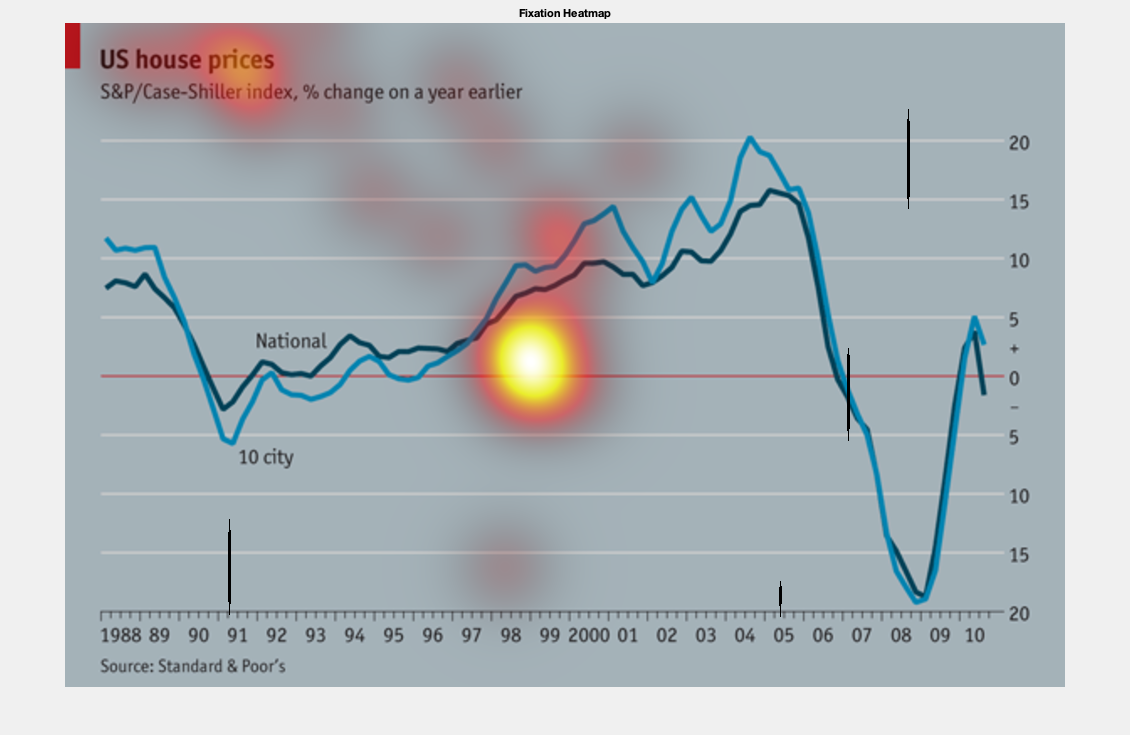 Fixation Heatmap
US house prices
S&P/Case-Shiller index, % change on a year earlier
20
15
10
5
+
0
–
5
10
15
20
National
10 city
1988 89 90 91 92 93 94 95 96 97 98 99 2000 01 02 03 04 05 06 07 08 09 10
Source: Standard & Poor's